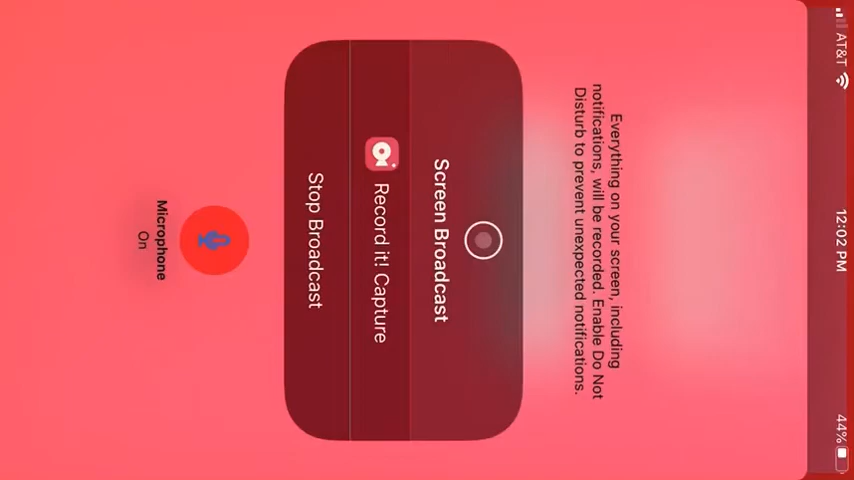 AT&T 12:02 PM 44%
Everything on your screen, including
notifications, will be recorded. Enable Do Not
Disturb to prevent unexpected notifications.
Screen Broadcast
Record it! Capture
Stop Broadcast
Microphone
On